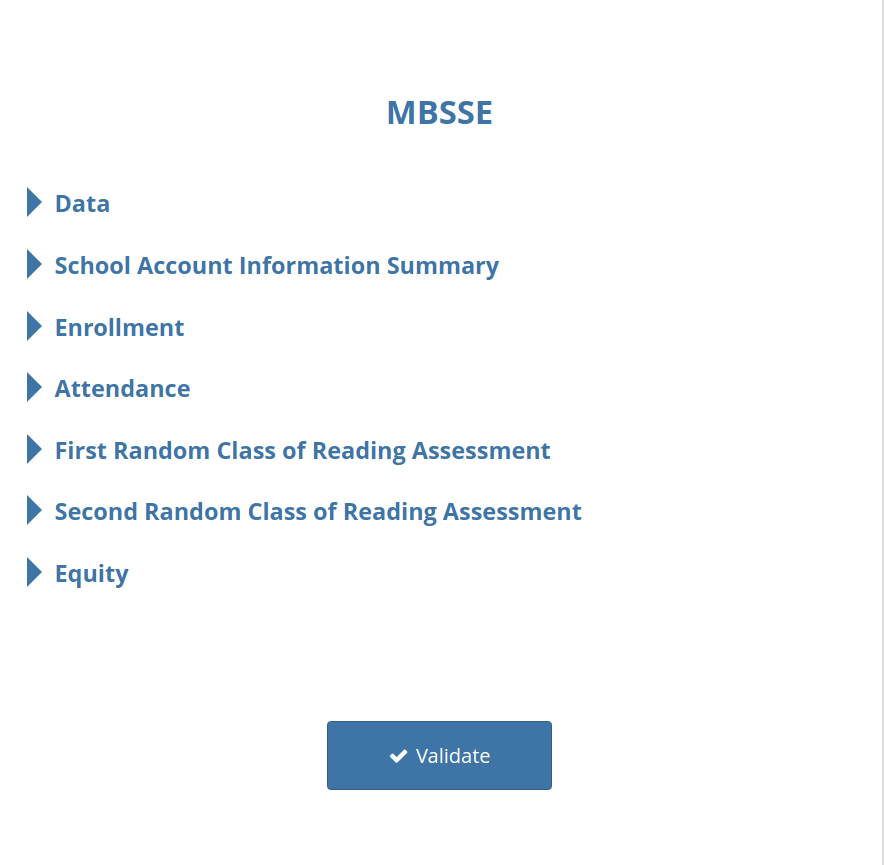 MBSSE
Data
School Account Information Summary
Enrollment
Attendance
First Random Class of Reading Assessment
Second Random Class of Reading Assessment
Equity
Validate